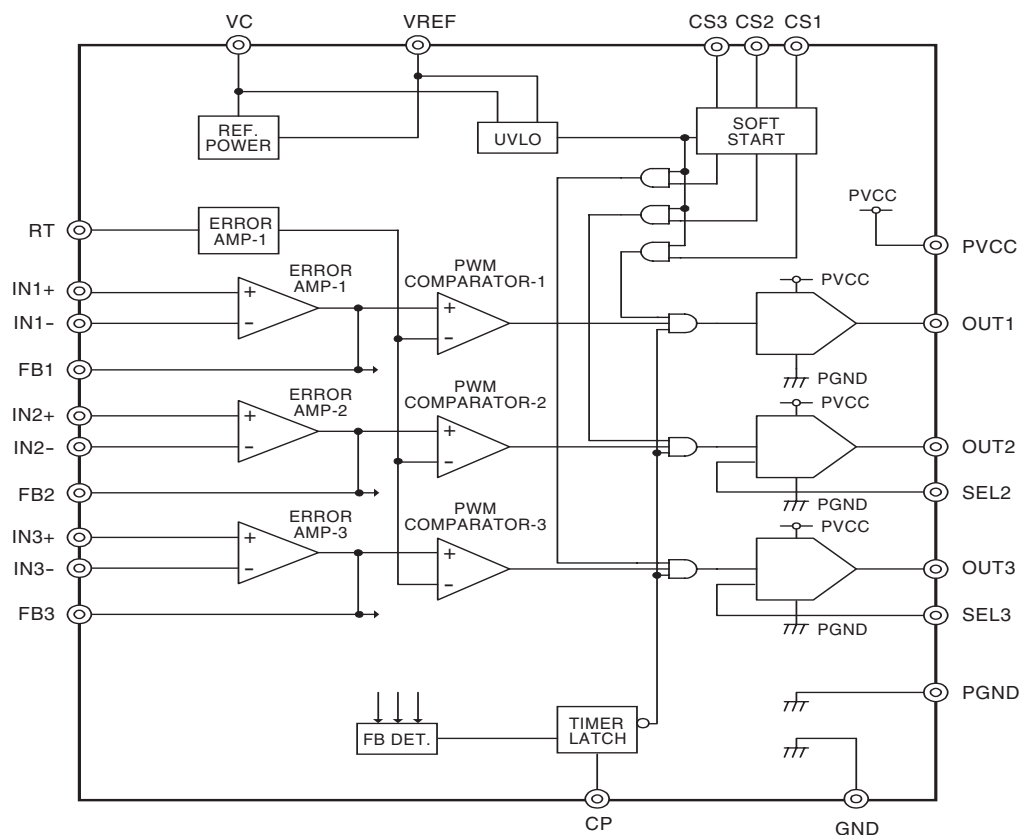 VC
VREF
CS3
CS2
CS1
REF.
POWER
UVLO
SOFT
START
PVCC
RT
ERROR
AMP-1
PVCC
IN1+
ERROR
AMP-1
PWM
COMPARATOR-1
PVCC
+
−
+
−
IN1-
OUT1
FB1
PGND
IN2+
ERROR
AMP-2
PWM
COMPARATOR-2
PVCC
+
−
+
−
IN2-
OUT2
FB2
SEL2
PGND
IN3+
ERROR
AMP-3
PWM
COMPARATOR-3
PVCC
+
−
+
−
IN3-
OUT3
FB3
SEL3
PGND
PGND
FB DET.
TIMER
LATCH
CP
GND